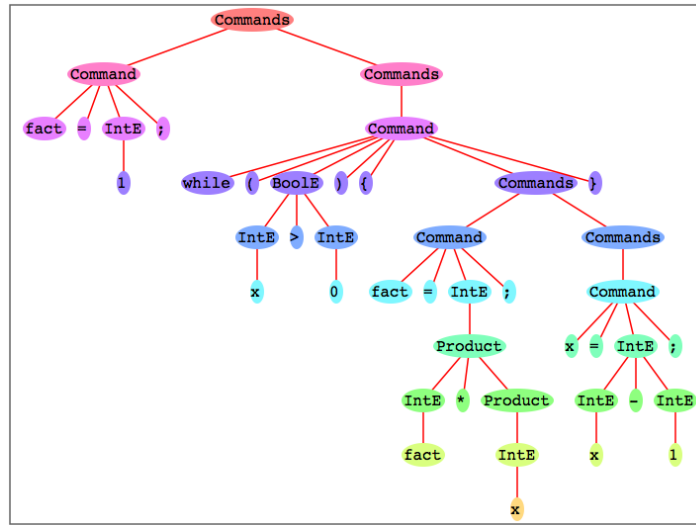 Commands
Command Commands
fact = IntE ; Command
1 while ( BoolE ) { Commands }
IntE > IntE Command Commands
x 0 fact = IntE ; Command
Product x = IntE ;
IntE * Product IntE - IntE
fact IntE x 1
x